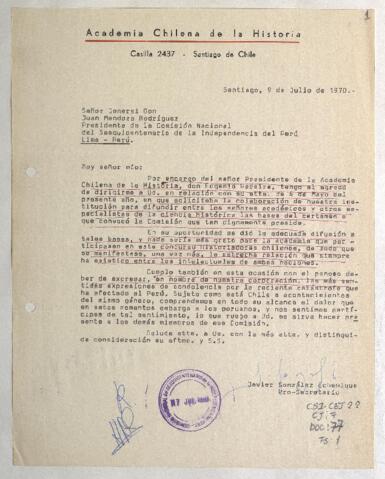 1
Academia Chilena de la Historia
Casilla 2437 - Santiago de Chile
Santiago, 9 de Julio de 1970.-
Señor General Don
Juan Mendoza Rodríguez
Presidente de la Comisión Nacional
del Sesquicentenario de la Independencia del Perú
Lima - Perú.
Muy señor mío:
Por encargo del señor Presidente de la Academia
Chilena de la Historia, don Eugenio Pereira, tengo el agrado
de dirigirme a Ud. en relación con su atta. de 6 de Mayo del
presente año, en que solicitaba la colaboración de nuestra ins
titución para difundir entre los señores académicos y otros es
pecialistas de la ciencia histórica las bases del certamen a
que convocó la Comisión que tan dignamente preside.
En su oportunidad se dió la adecuada difusión a
tales bases, y nada sería más grato para la Academia que par-
ticipasen en este concurso historiadores chilenos, de modo que
se manifestase, una vez más, la estrecha relación que siempre
ha existido entre los intelectuales de ambas naciones.
Cumplo también en esta ocasión con el penoso de
ber de expresar, en nombre de nuestra corporación, las más sen
tidas expresiones de condolencia por la reciente catástrofe que
ha afectado al Perú. Sujeto como está Chile a acontecimientos
del mismo género, comprendemos en todo su alcance el dolor que
en estos momentos embarga a los peruanos, y nos sentimos partí-
cipes de tal sentimiento, lo que ruego a Ud. se sirva hacer pre
sente a los demás miembros de esa Comisión.
Saluda atte. a Ud. con la más atta. y distingui-
da consideración su aftmo. y S.S.
Javier González Echenique
Pro-Secretario
CJ. 7
DOC: 77
Fs: 1